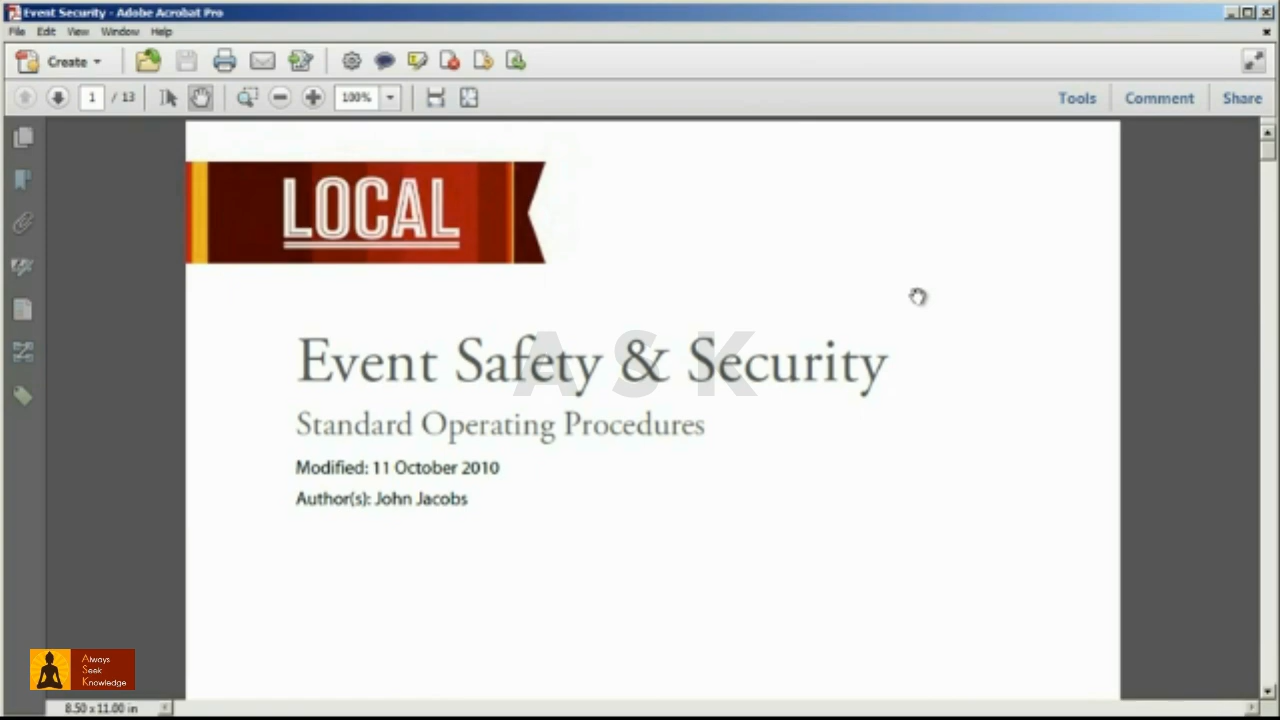 Event Security - Adobe Acrobat Pro
File Edit View Window Help
Create
1 / 13 100% Tools Comment Share
LOCAL
Event Safety & Security
ASK
Standard Operating Procedures
Modified: 11 October 2010
Author(s): John Jacobs
Always
Seek
Knowledge
8.50 x 11.00 in